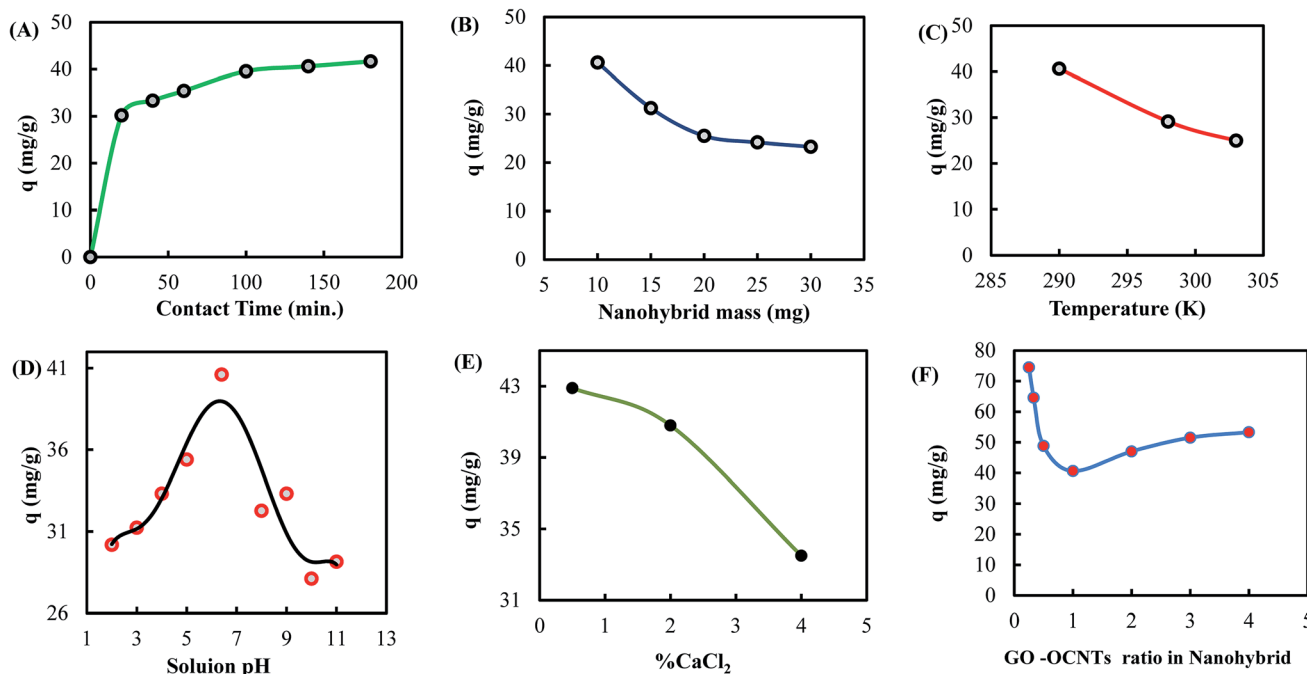 (A)
50
40
30
20
10
0
q (mg/g)
0 50 100 150 200
Contact Time (min.)
(B)
50
40
30
20
10
0
q (mg/g)
5 10 15 20 25 30 35
Nanohybrid mass (mg)
(C)
50
40
30
20
10
0
q (mg/g)
285 290 295 300 305
Temperature (K)
(D)
41
36
31
26
q (mg/g)
1 3 5 7 9 11 13
Soluion pH
(E)
43
39
35
31
q (mg/g)
0 1 2 3 4 5
%CaCl₂
(F)
80
70
60
50
40
30
20
10
0
q (mg/g)
0 1 2 3 4 5
GO -OCNTs ratio in Nanohybrid